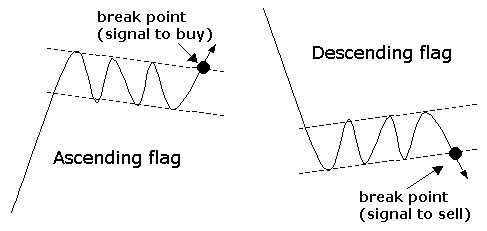 break point
(signal to buy)
Ascending flag
Descending flag
break point
(signal to sell)